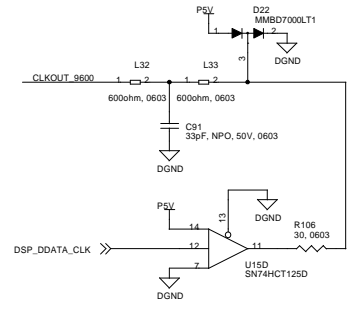 P5V
D22
MMBD7000LT1
1
2
DGND
3
L32
L33
CLKOUT_9600
1
2
1
2
600ohm, 0603
600ohm, 0603
C91
33pF, NPO, 50V, 0603
DGND
P5V
DGND
14
13
R106
30, 0603
DSP_DDATA_CLK
12
11
7
U15D
SN74HCT125D
DGND